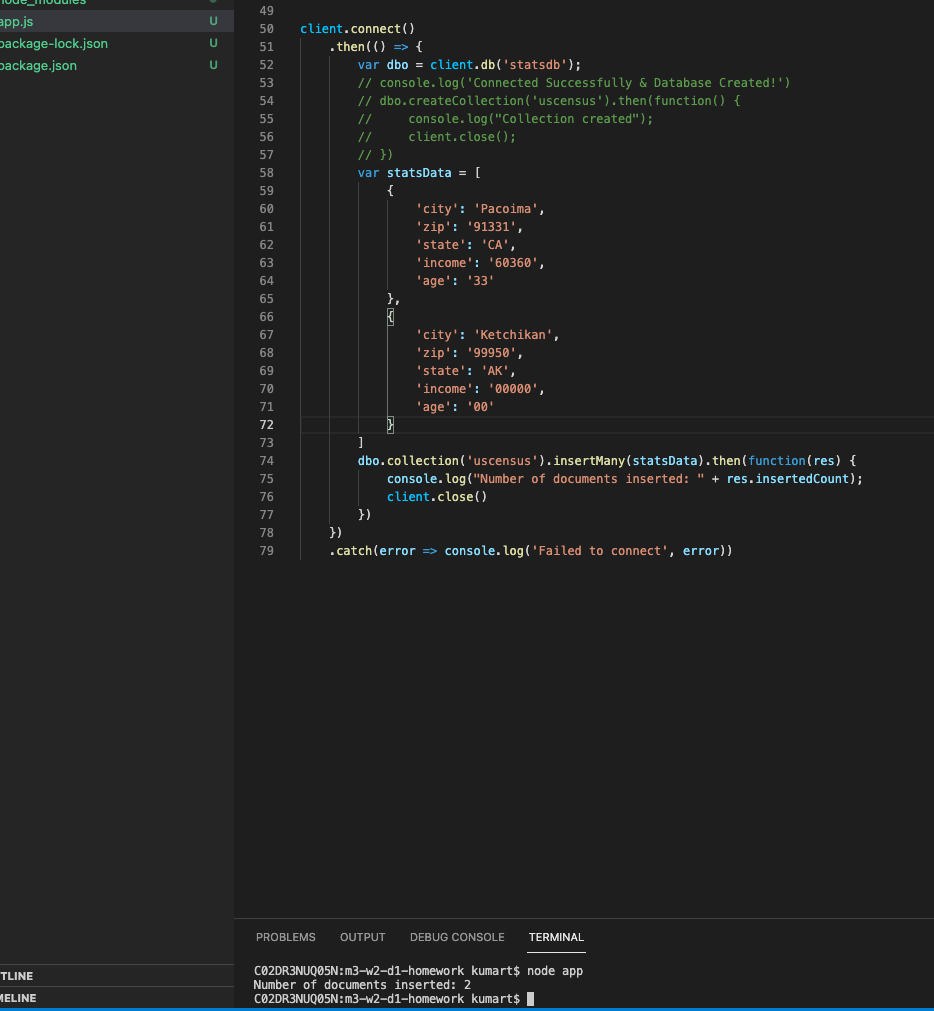 node_modules
app.js U
package-lock.json U
package.json U
TLINE
MELINE
49
50 client.connect()
51 .then(() => {
52 var dbo = client.db('statsdb');
53 // console.log('Connected Successfully & Database Created!')
54 // dbo.createCollection('uscensus').then(function() {
55 //     console.log("Collection created");
56 //     client.close();
57 // })
58 var statsData = [
59 {
60 'city': 'Pacoima',
61 'zip': '91331',
62 'state': 'CA',
63 'income': '60360',
64 'age': '33'
65 },
66 {
67 'city': 'Ketchikan',
68 'zip': '99950',
69 'state': 'AK',
70 'income': '00000',
71 'age': '00'
72 }
73 ]
74 dbo.collection('uscensus').insertMany(statsData).then(function(res) {
75 console.log("Number of documents inserted: " + res.insertedCount);
76 client.close()
77 })
78 })
79 .catch(error => console.log('Failed to connect', error))
PROBLEMS OUTPUT DEBUG CONSOLE TERMINAL
C02DR3NUQ05N:m3-w2-d1-homework kumart$ node app
Number of documents inserted: 2
C02DR3NUQ05N:m3-w2-d1-homework kumart$